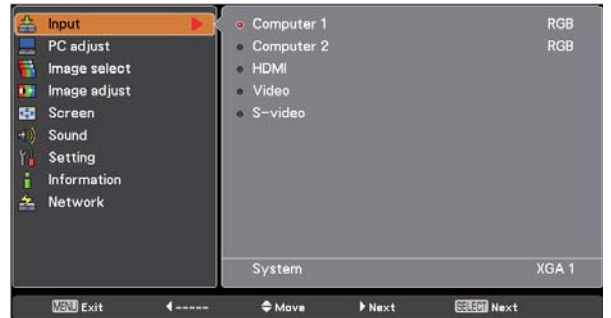 Input
PC adjust
Image select
Image adjust
Screen
Sound
Setting
Information
Network
Computer 1 RGB
Computer 2 RGB
HDMI
Video
S-video
System XGA 1
MENU Exit ----- Move Next SELECT Next